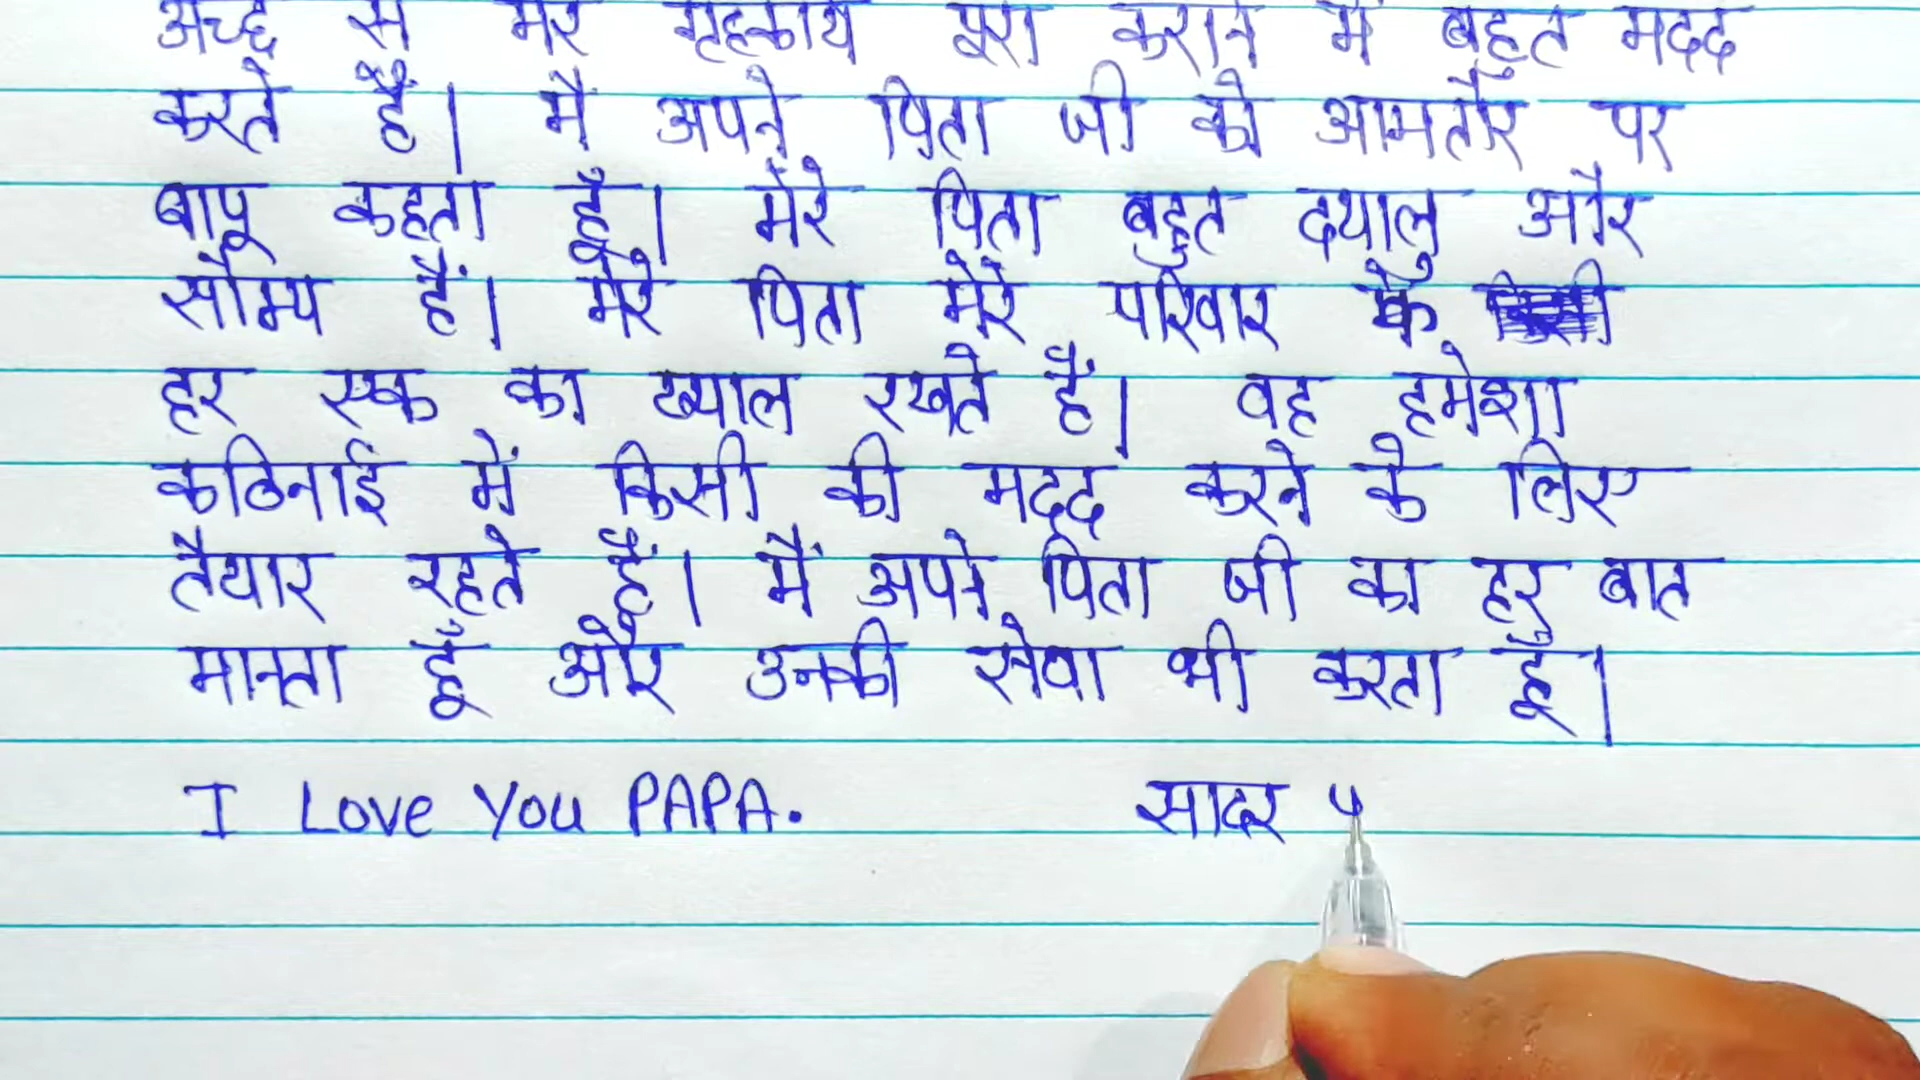 अच्छे से मेरे गृहकार्य पूरा कराने में बहुत मदद
करते हैं। मैं अपने पिता जी को आमतौर पर
बापू कहता हूँ। मेरे पिता बहुत दयालु और
सौम्य हैं। मेरे पिता मेरे परिवार के
हर एक का ख्याल रखते हैं। वह हमेशा
कठिनाई में किसी की मदद करने के लिए
तैयार रहते हैं। मैं अपने पिता जी का हर बात
मानता हूँ और उनकी सेवा भी करता हूँ।
I Love You PAPA. सादर